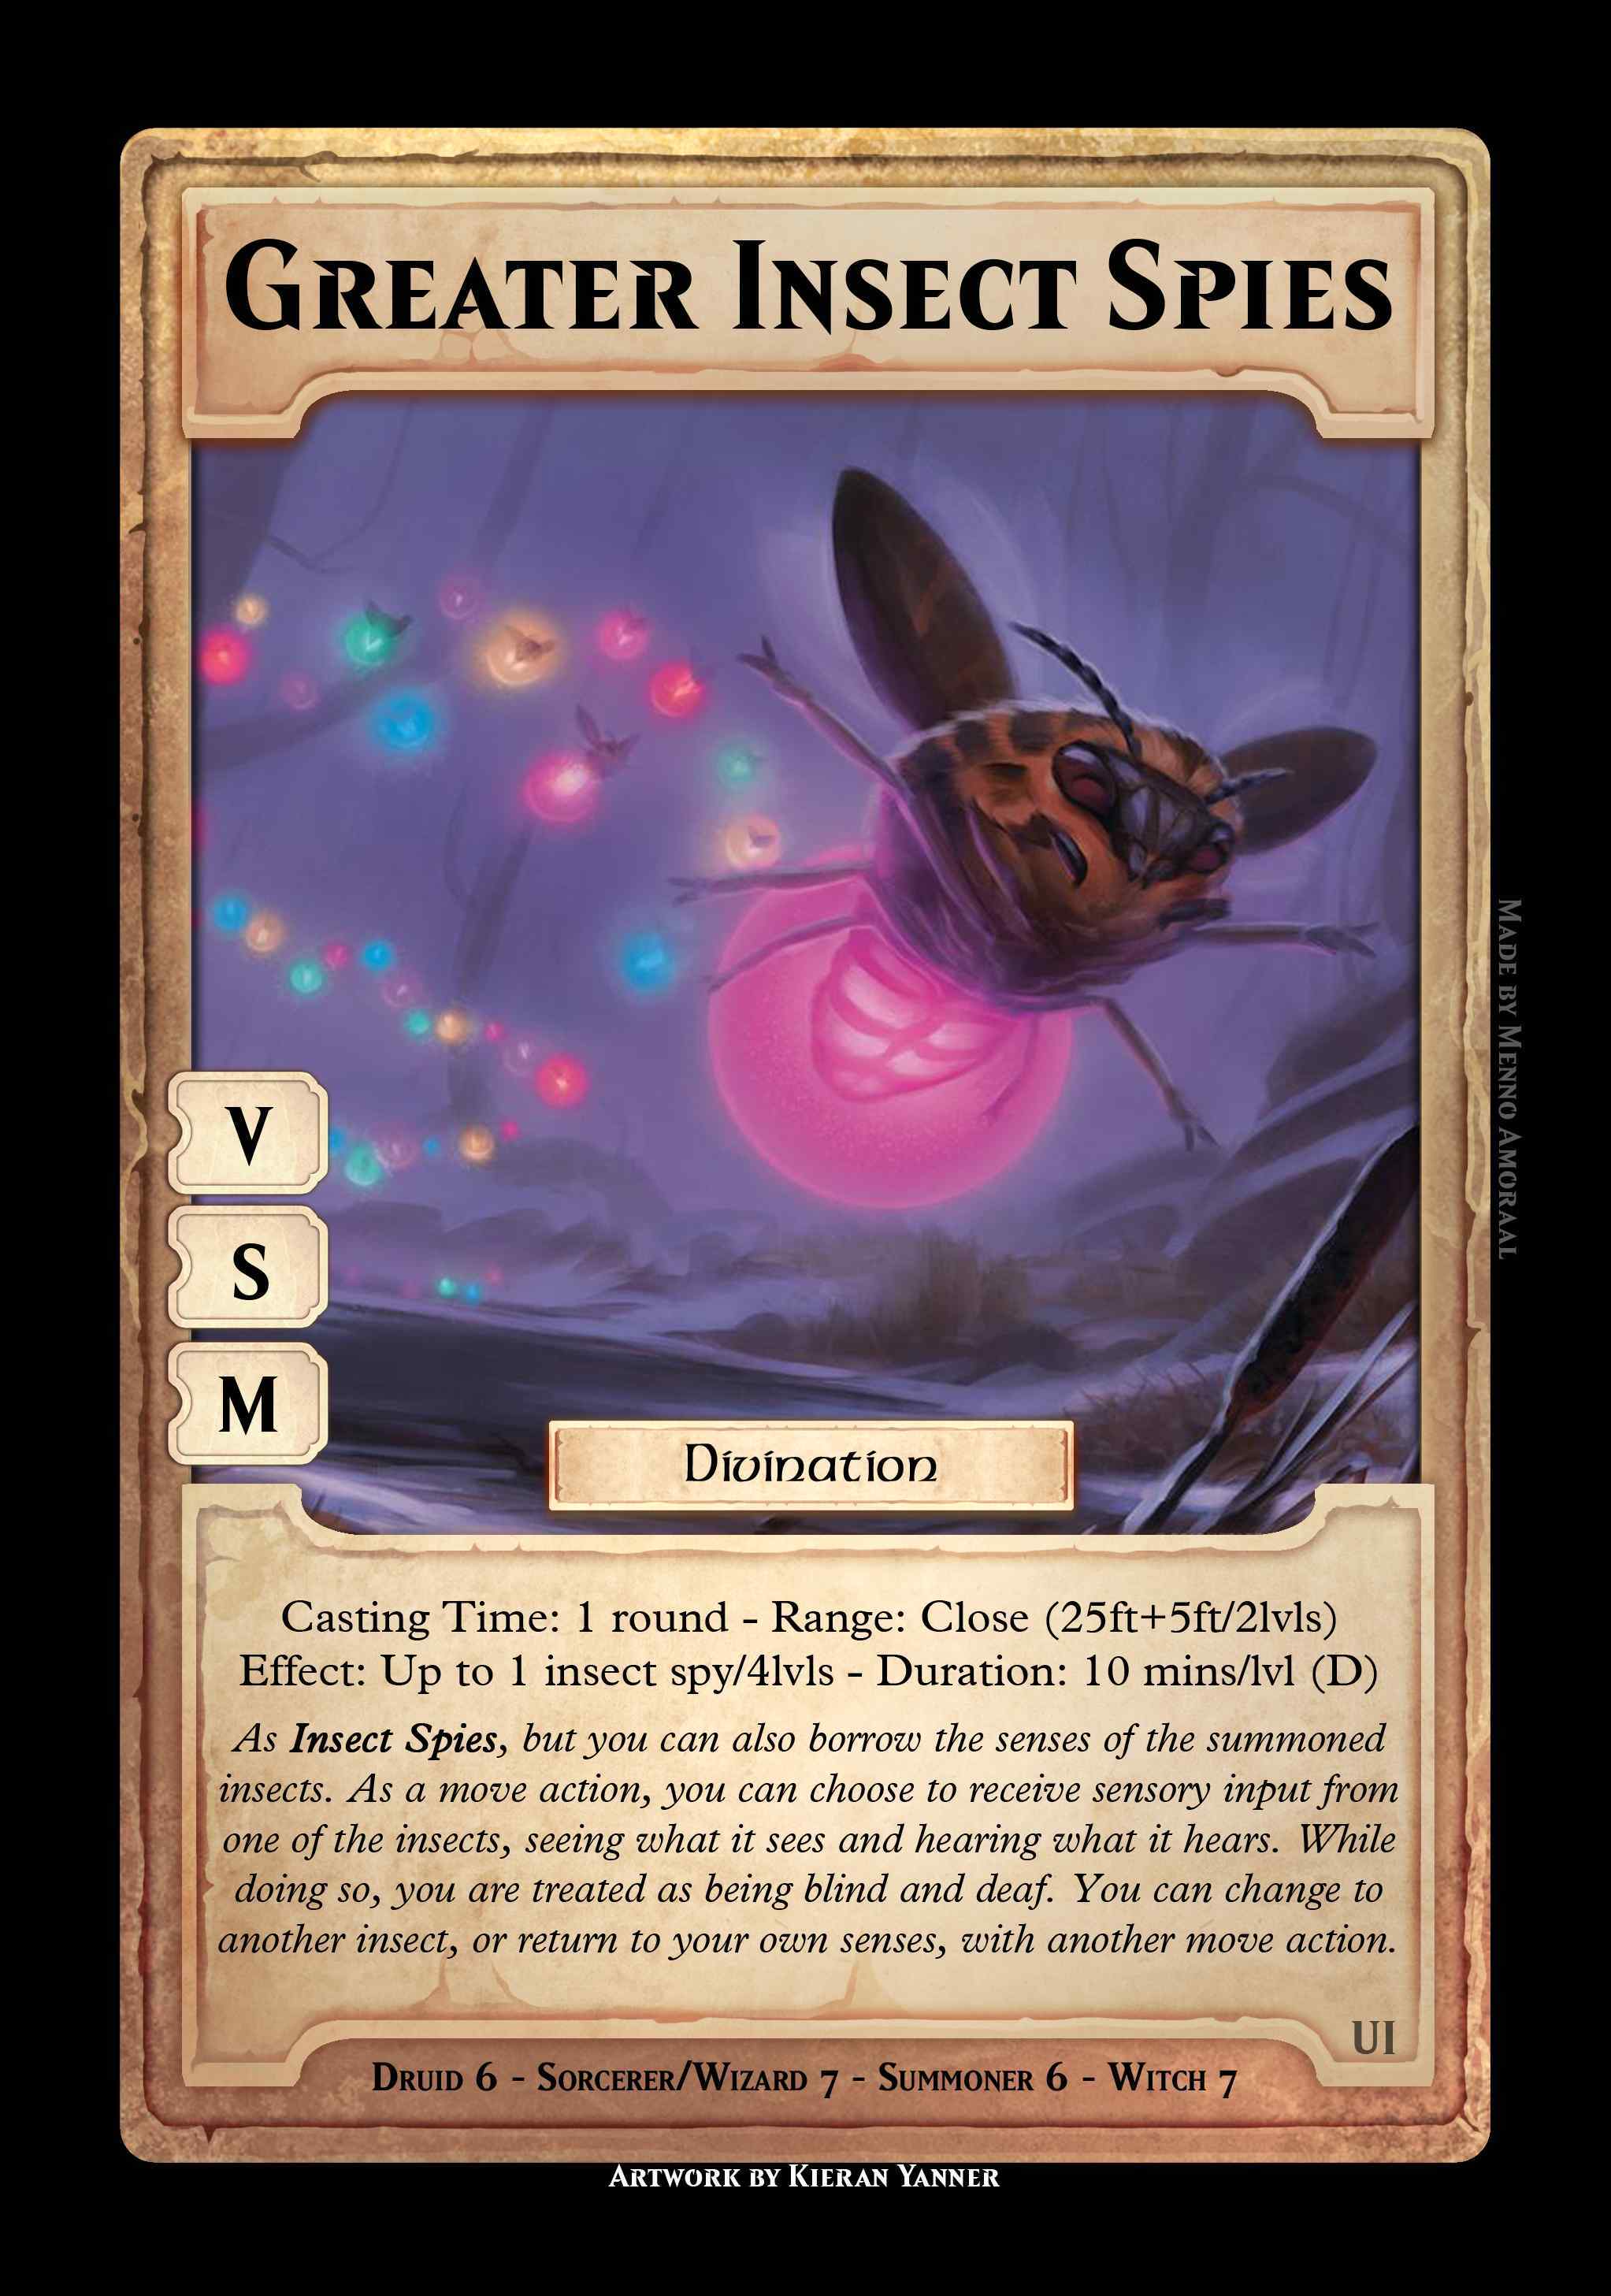 Greater Insect Spies
V
S
M
Divination
Casting Time: 1 round - Range: Close (25ft+5ft/2lvls)
Effect: Up to 1 insect spy/4lvls - Duration: 10 mins/lvl (D)
As Insect Spies, but you can also borrow the senses of the summoned
insects. As a move action, you can choose to receive sensory input from
one of the insects, seeing what it sees and hearing what it hears. While
doing so, you are treated as being blind and deaf. You can change to
another insect, or return to your own senses, with another move action.
UI
Druid 6 - Sorcerer/Wizard 7 - Summoner 6 - Witch 7
Artwork by Kieran Yanner
Made by Menno Amoraal